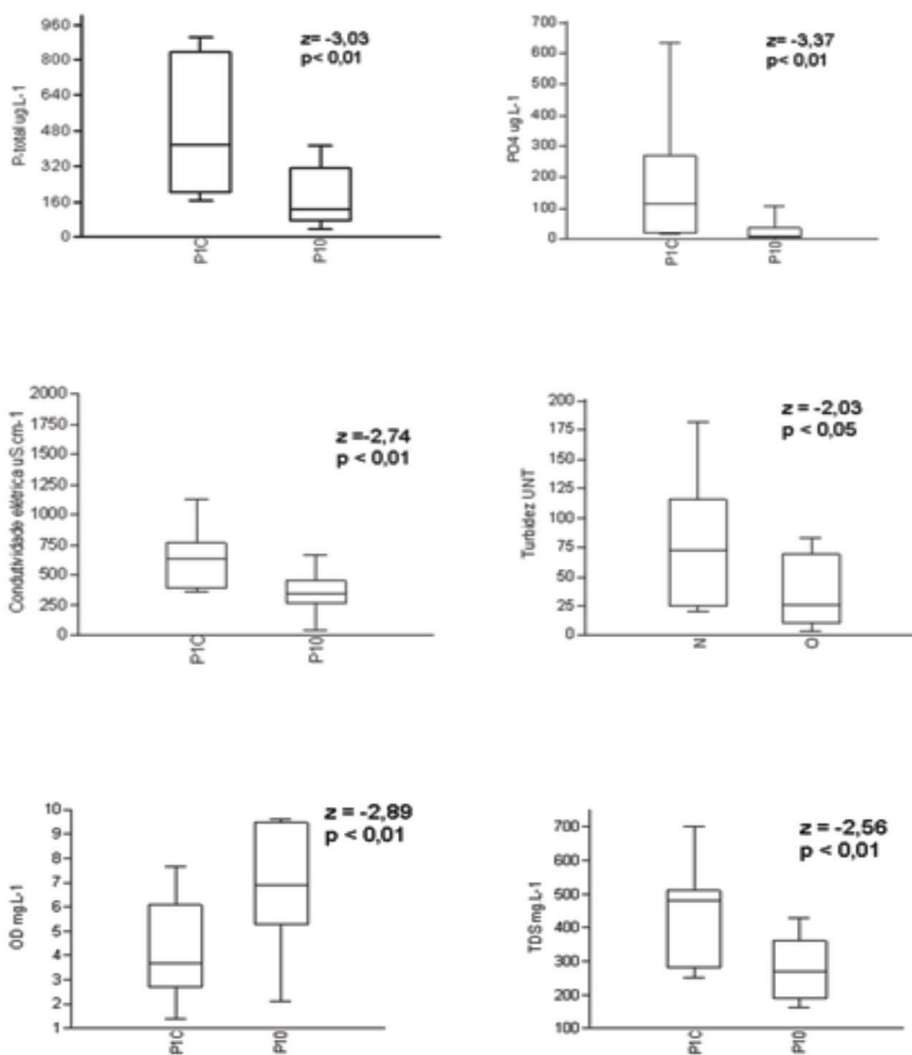 960
800
640
480
320
160
0
P-total ug.L-1
z= -3,03
p< 0,01
P1C
P10
700
600
500
400
300
200
100
0
PO4 ug.L-1
z= -3,37
p< 0,01
P1C
P10
2000
1750
1500
1250
1000
750
500
250
0
Condutividade elétrica uS.cm-1
z =-2,74
p < 0,01
P1C
P10
200
175
150
125
100
75
50
25
0
Turbidez UNT
z = -2,03
p < 0,05
N
O
10
9
8
7
6
5
4
3
2
1
OD mg.L-1
z = -2,89
p < 0,01
P1C
P10
700
600
500
400
300
200
100
TDS mg.L-1
z = -2,56
p < 0,01
P1C
P10